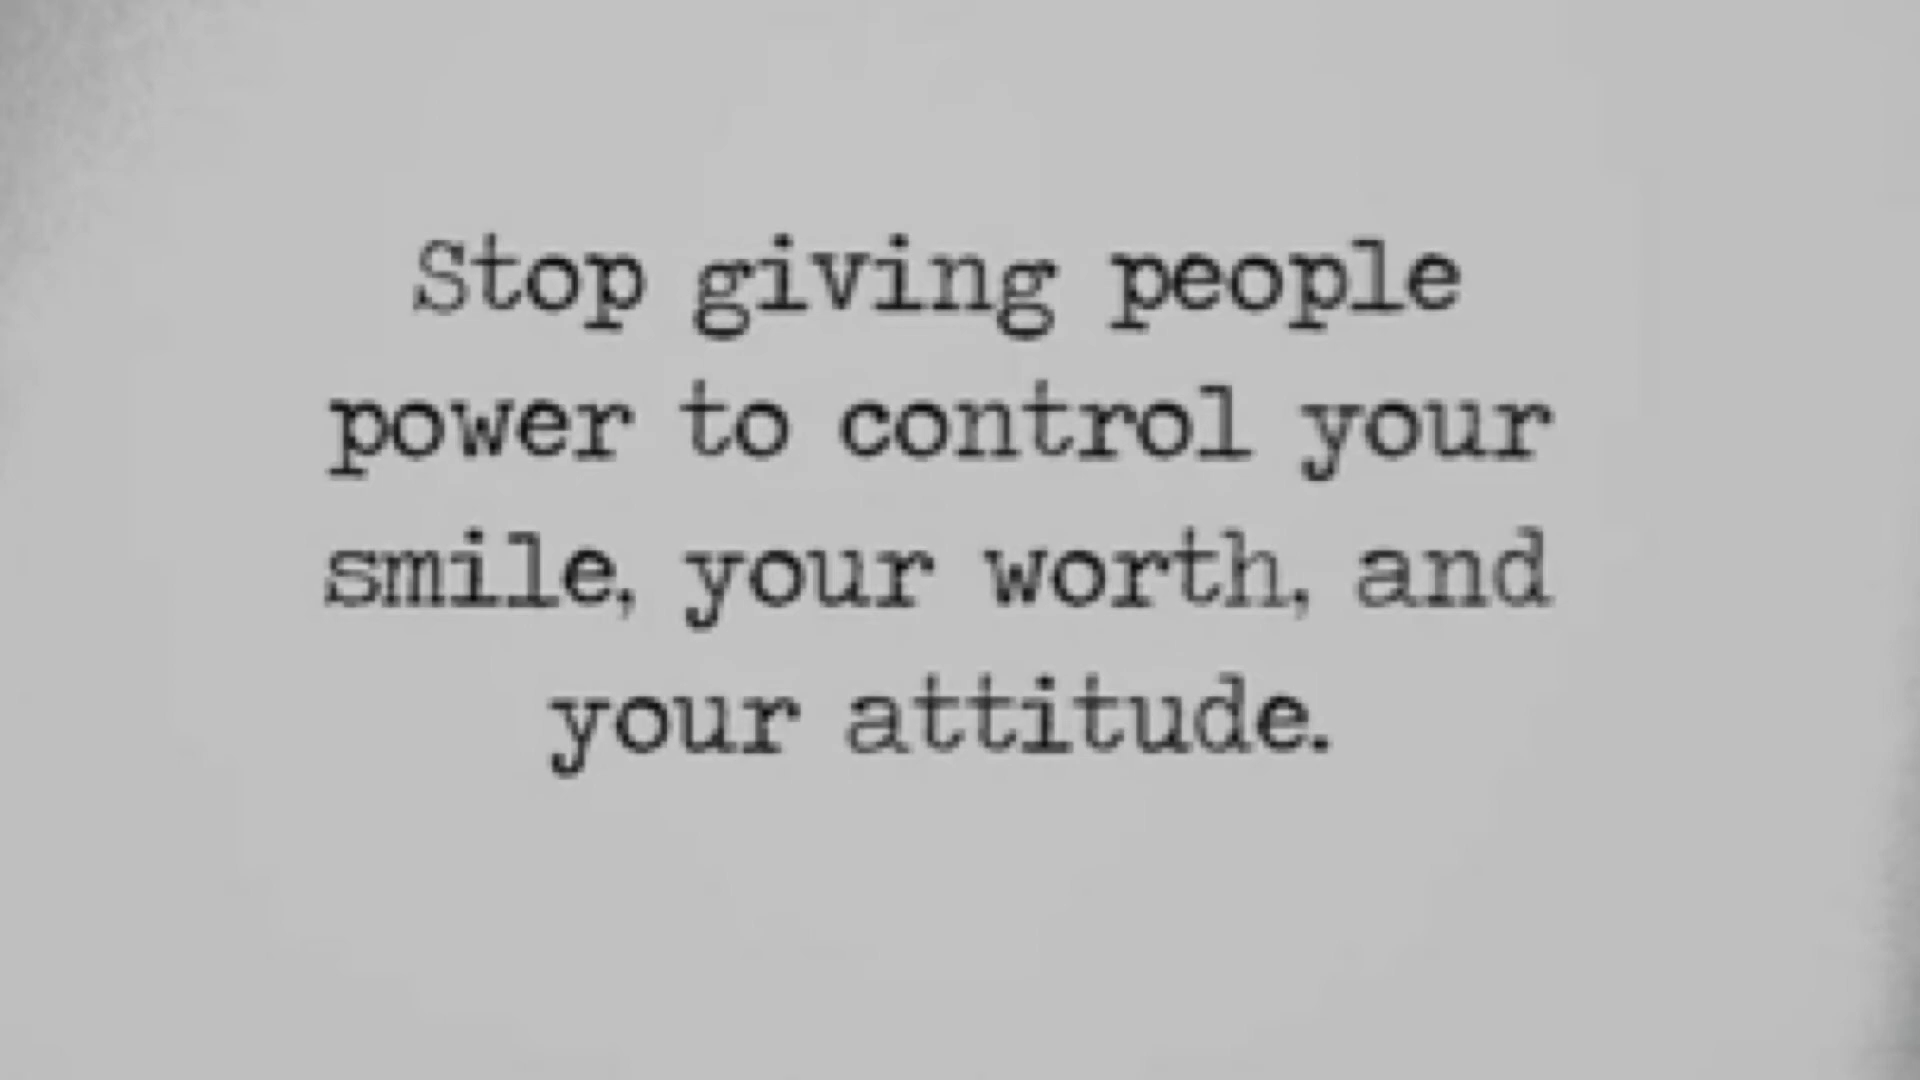 Stop giving people
power to control your
smile, your worth, and
your attitude.